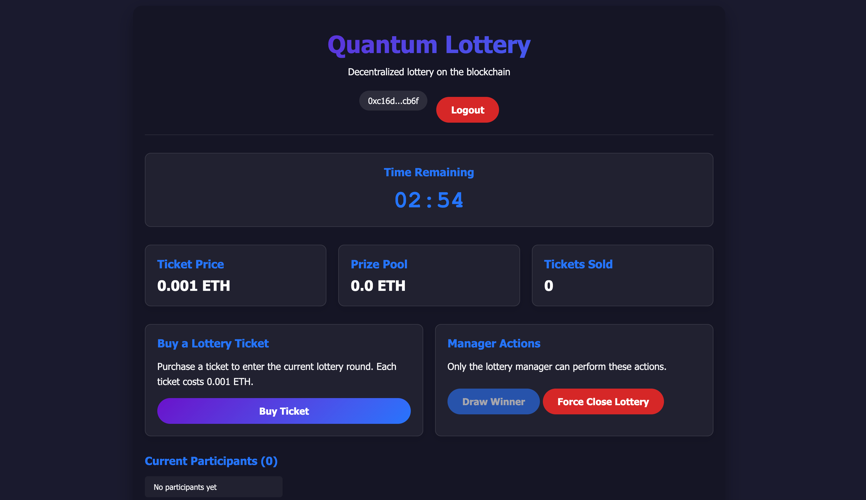 Quantum Lottery
Decentralized lottery on the blockchain
0xc16d...cb6f
Logout
Time Remaining
02:54
Ticket Price
0.001 ETH
Prize Pool
0.0 ETH
Tickets Sold
0
Buy a Lottery Ticket
Purchase a ticket to enter the current lottery round. Each
ticket costs 0.001 ETH.
Buy Ticket
Manager Actions
Only the lottery manager can perform these actions.
Draw Winner
Force Close Lottery
Current Participants (0)
No participants yet